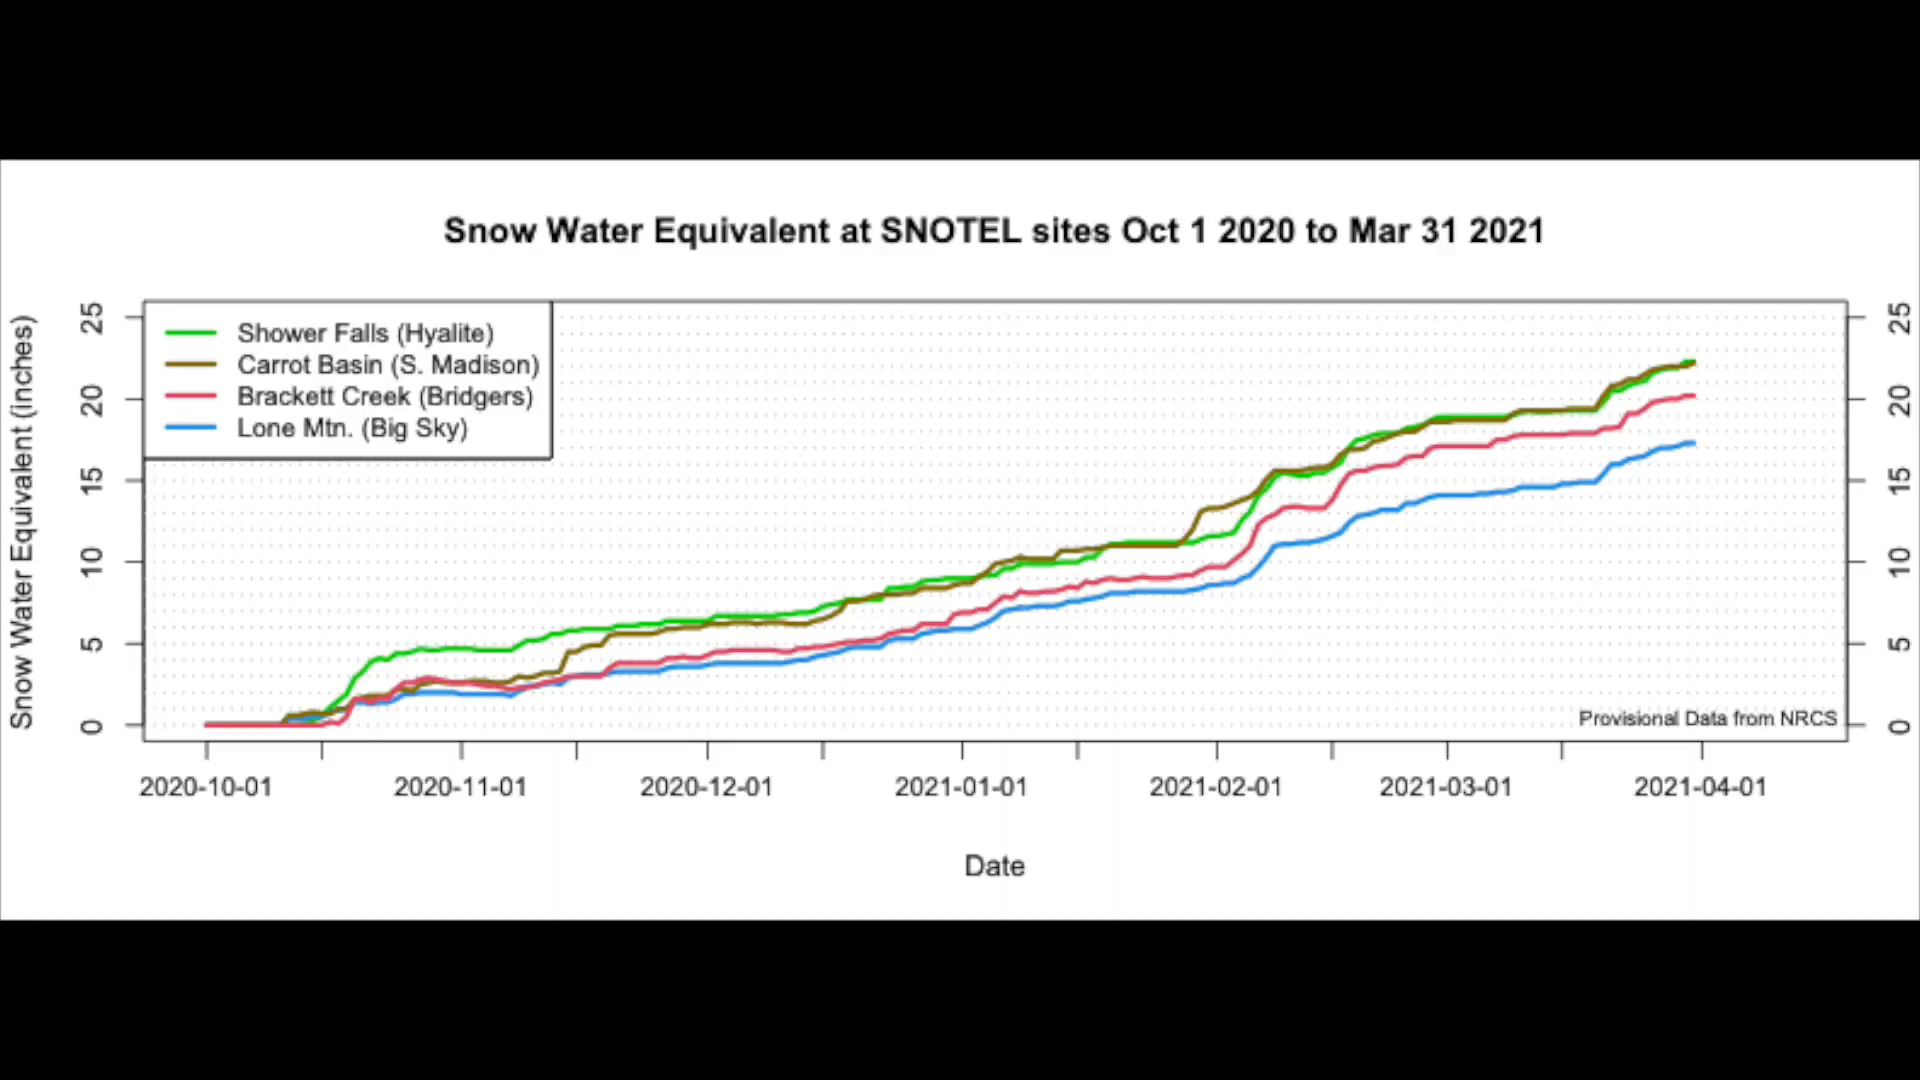 Snow Water Equivalent at SNOTEL sites Oct 1 2020 to Mar 31 2021
Snow Water Equivalent (inches)
25
20
15
10
5
0
Shower Falls (Hyalite)
Carrot Basin (S. Madison)
Brackett Creek (Bridgers)
Lone Mtn. (Big Sky)
25
20
15
10
5
0
Provisional Data from NRCS
2020-10-01 2020-11-01 2020-12-01 2021-01-01 2021-02-01 2021-03-01 2021-04-01
Date